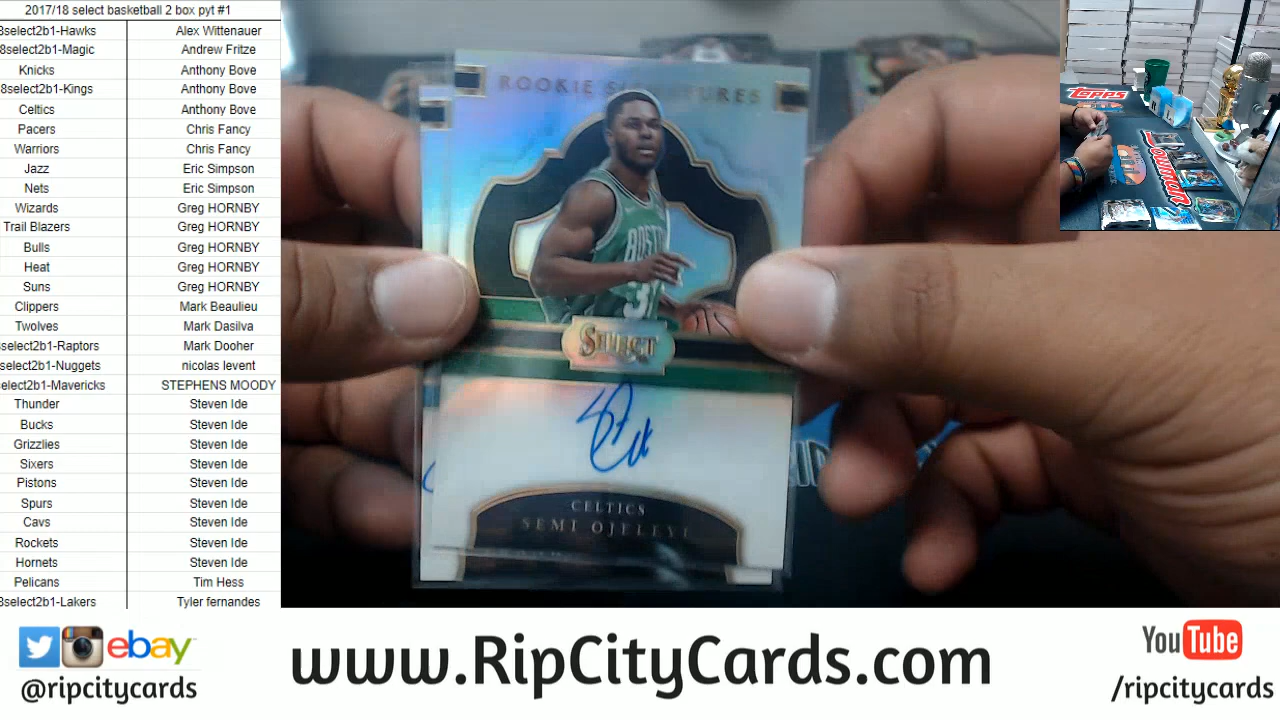 2017/18 select basketball 2 box pyt #1
8select2b1-Hawks Alex Wittenauer
8select2b1-Magic Andrew Fritze
Knicks Anthony Bove
8select2b1-Kings Anthony Bove
Celtics Anthony Bove
Pacers Chris Fancy
Warriors Chris Fancy
Jazz Eric Simpson
Nets Eric Simpson
Wizards Greg HORNBY
Trail Blazers Greg HORNBY
Bulls Greg HORNBY
Heat Greg HORNBY
Suns Greg HORNBY
Clippers Mark Beaulieu
Twolves Mark Dasilva
select2b1-Raptors Mark Dooher
select2b1-Nuggets nicolas levent
elect2b1-Mavericks STEPHENS MOODY
Thunder Steven Ide
Bucks Steven Ide
Grizzlies Steven Ide
Sixers Steven Ide
Pistons Steven Ide
Spurs Steven Ide
Cavs Steven Ide
Rockets Steven Ide
Hornets Steven Ide
Pelicans Tim Hess
8select2b1-Lakers Tyler fernandes
ROOKIE SIGNATURES
BOSTON
3
SELECT
CELTICS
SEMI OJELEYE
TOPPS
ebay
@ripcitycards
www.RipCityCards.com
YouTube
/ripcitycards